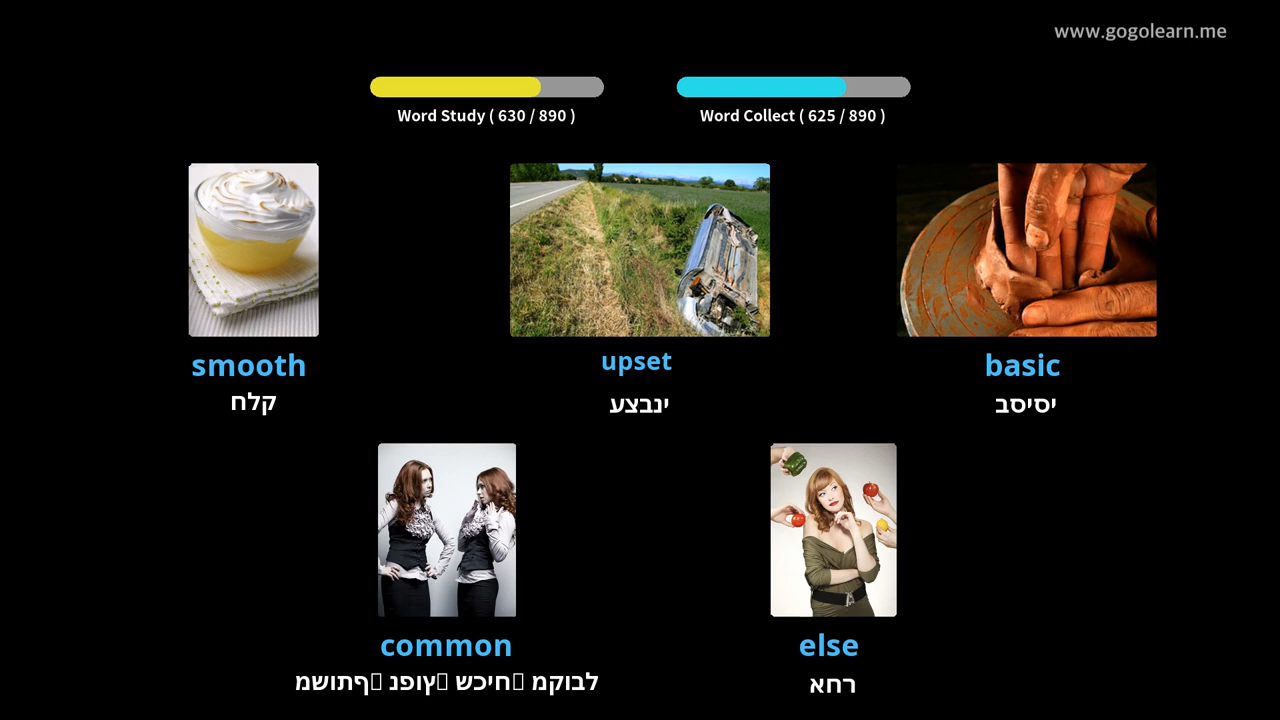 www.gogolearn.me
Word Study ( 630 / 890 )
Word Collect ( 625 / 890 )
smooth
קלח
upset
ינבצע
basic
יסיסב
common
לבוקמ ▯חיכש ▯ץופנ ▯ףתושמ
else
רחא